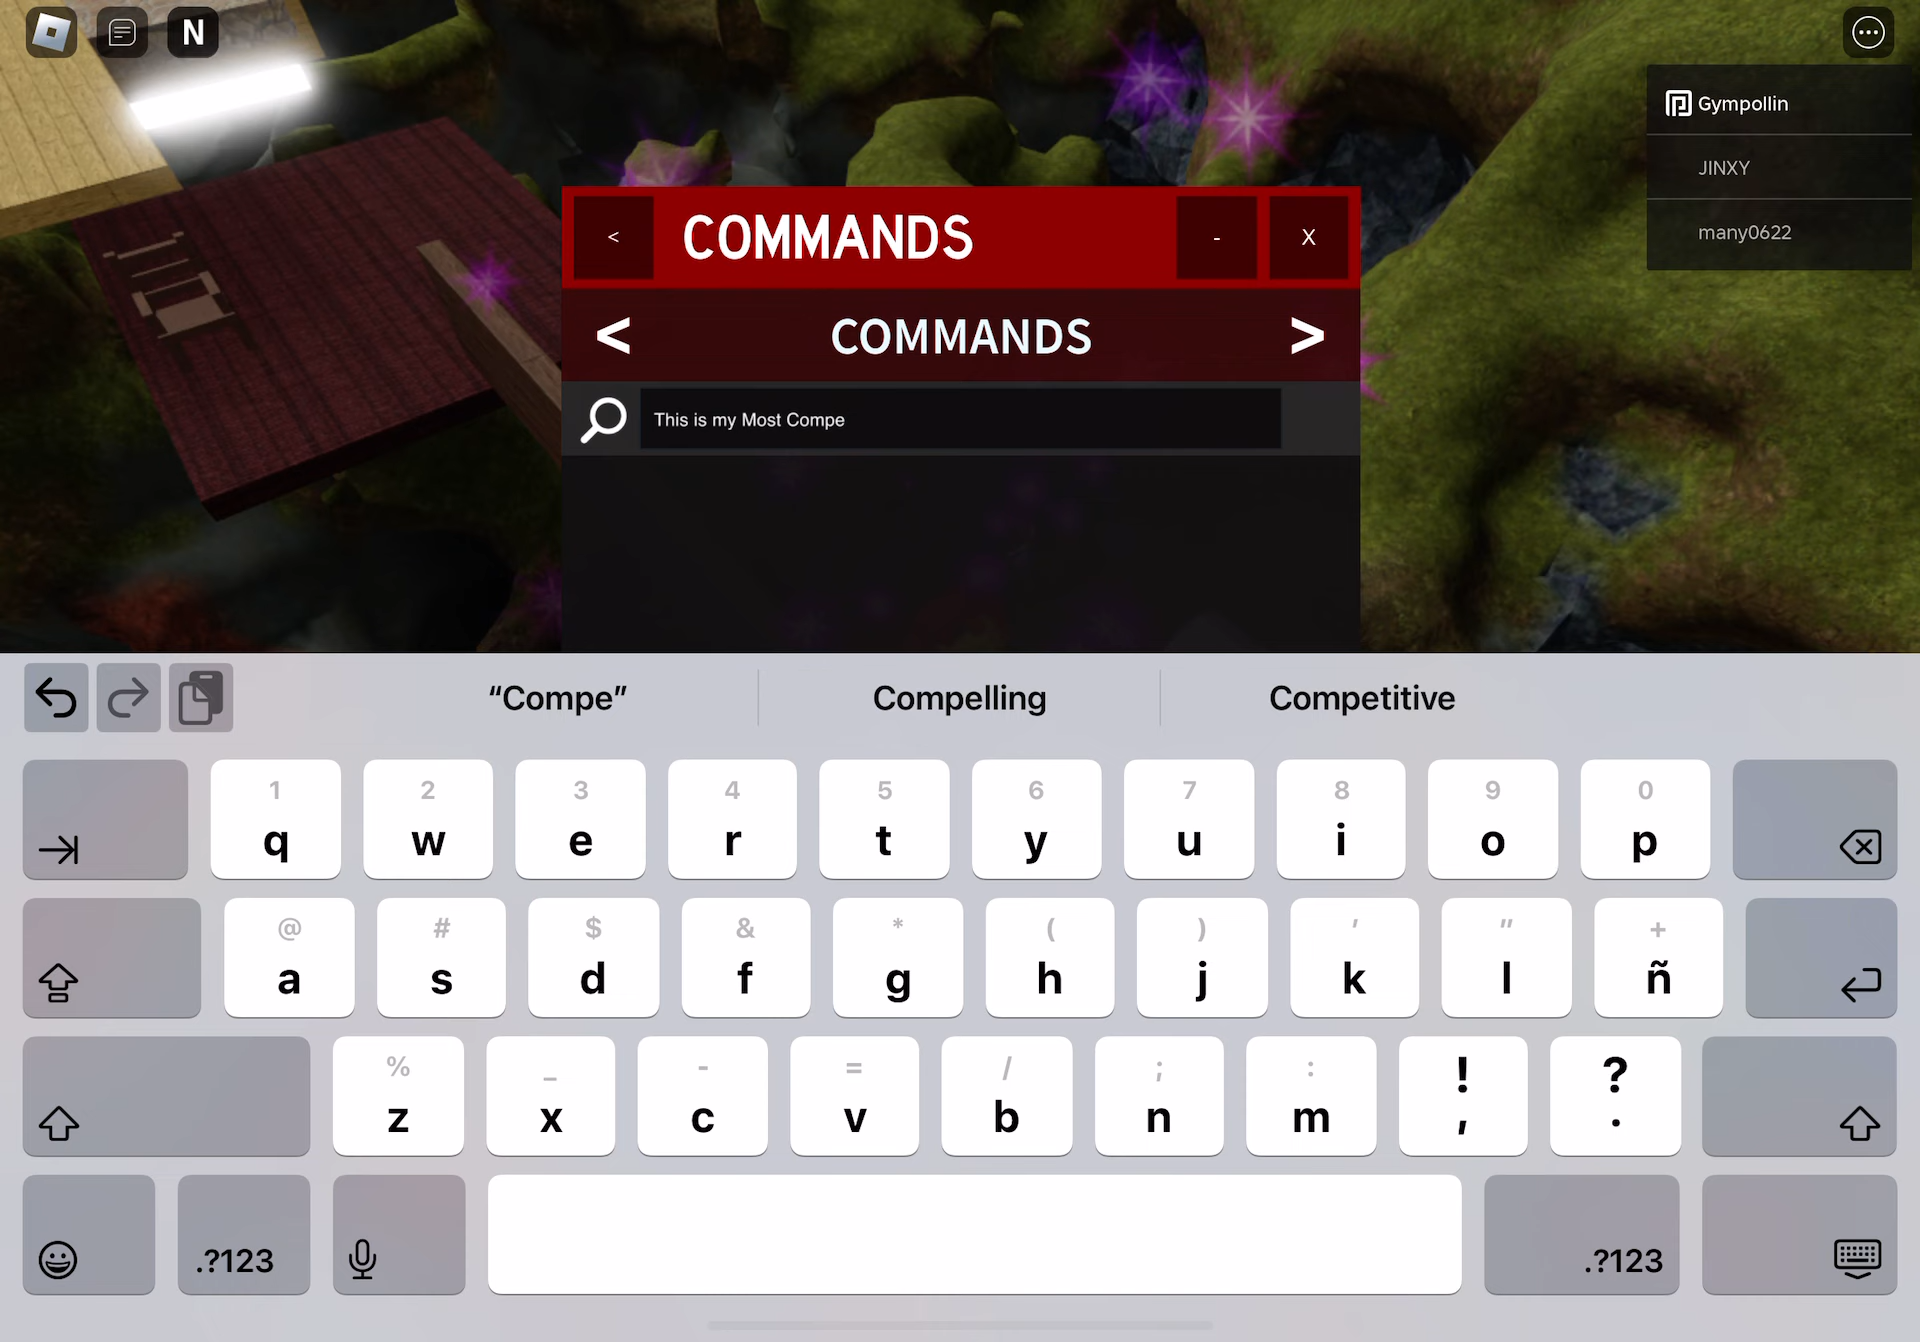 N
Gympollin
JINXY
many0622
< COMMANDS - X
< COMMANDS >
This is my Most Compe
“Compe” Compelling Competitive
1 2 3 4 5 6 7 8 9 0
q w e r t y u i o p
@ # $ & * ( ) ' " +
a s d f g h j k l ñ
% _ - = / ; : ! ?
z x c v b n m , .
.?123 .?123